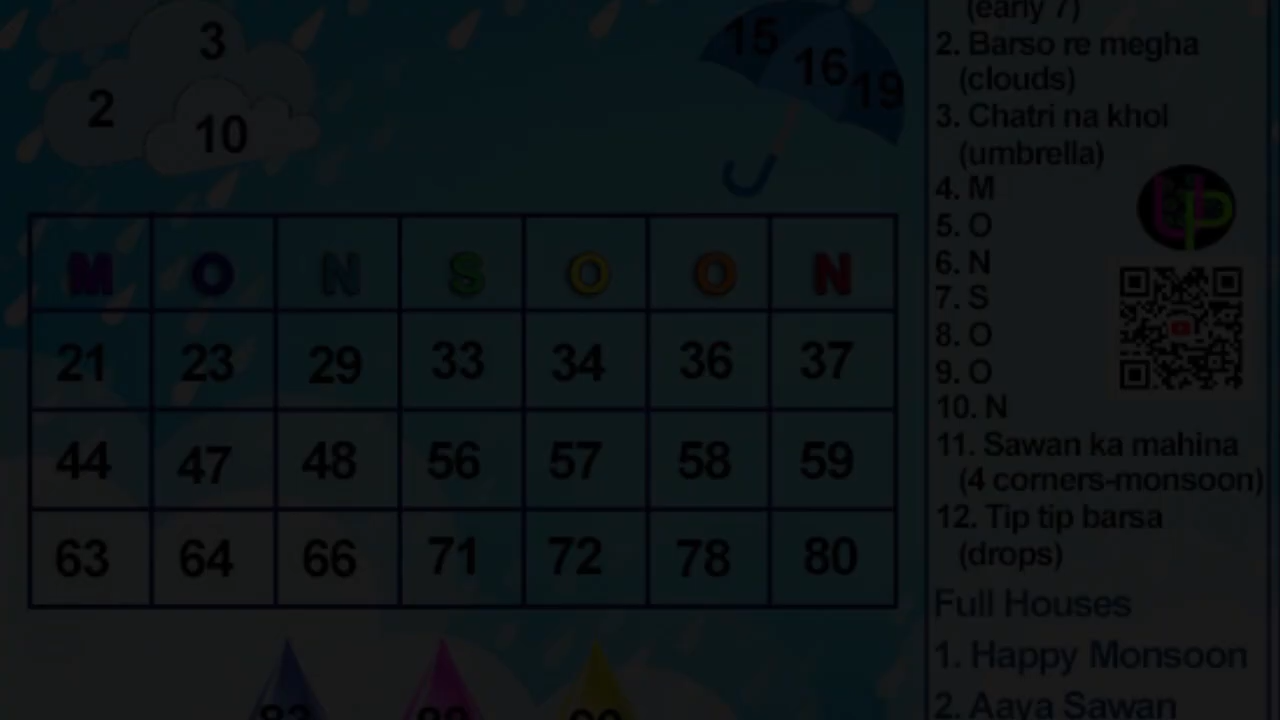 3
2
10
15
16
19
M O N S O O N
21 23 29 33 34 36 37
44 47 48 56 57 58 59
63 64 66 71 72 78 80
(early 7)
2. Barso re megha
(clouds)
3. Chatri na khol
(umbrella)
4. M
5. O
6. N
7. S
8. O
9. O
10. N
11. Sawan ka mahina
(4 corners-monsoon)
12. Tip tip barsa
(drops)
Full Houses
1. Happy Monsoon
2. Aaya Sawan